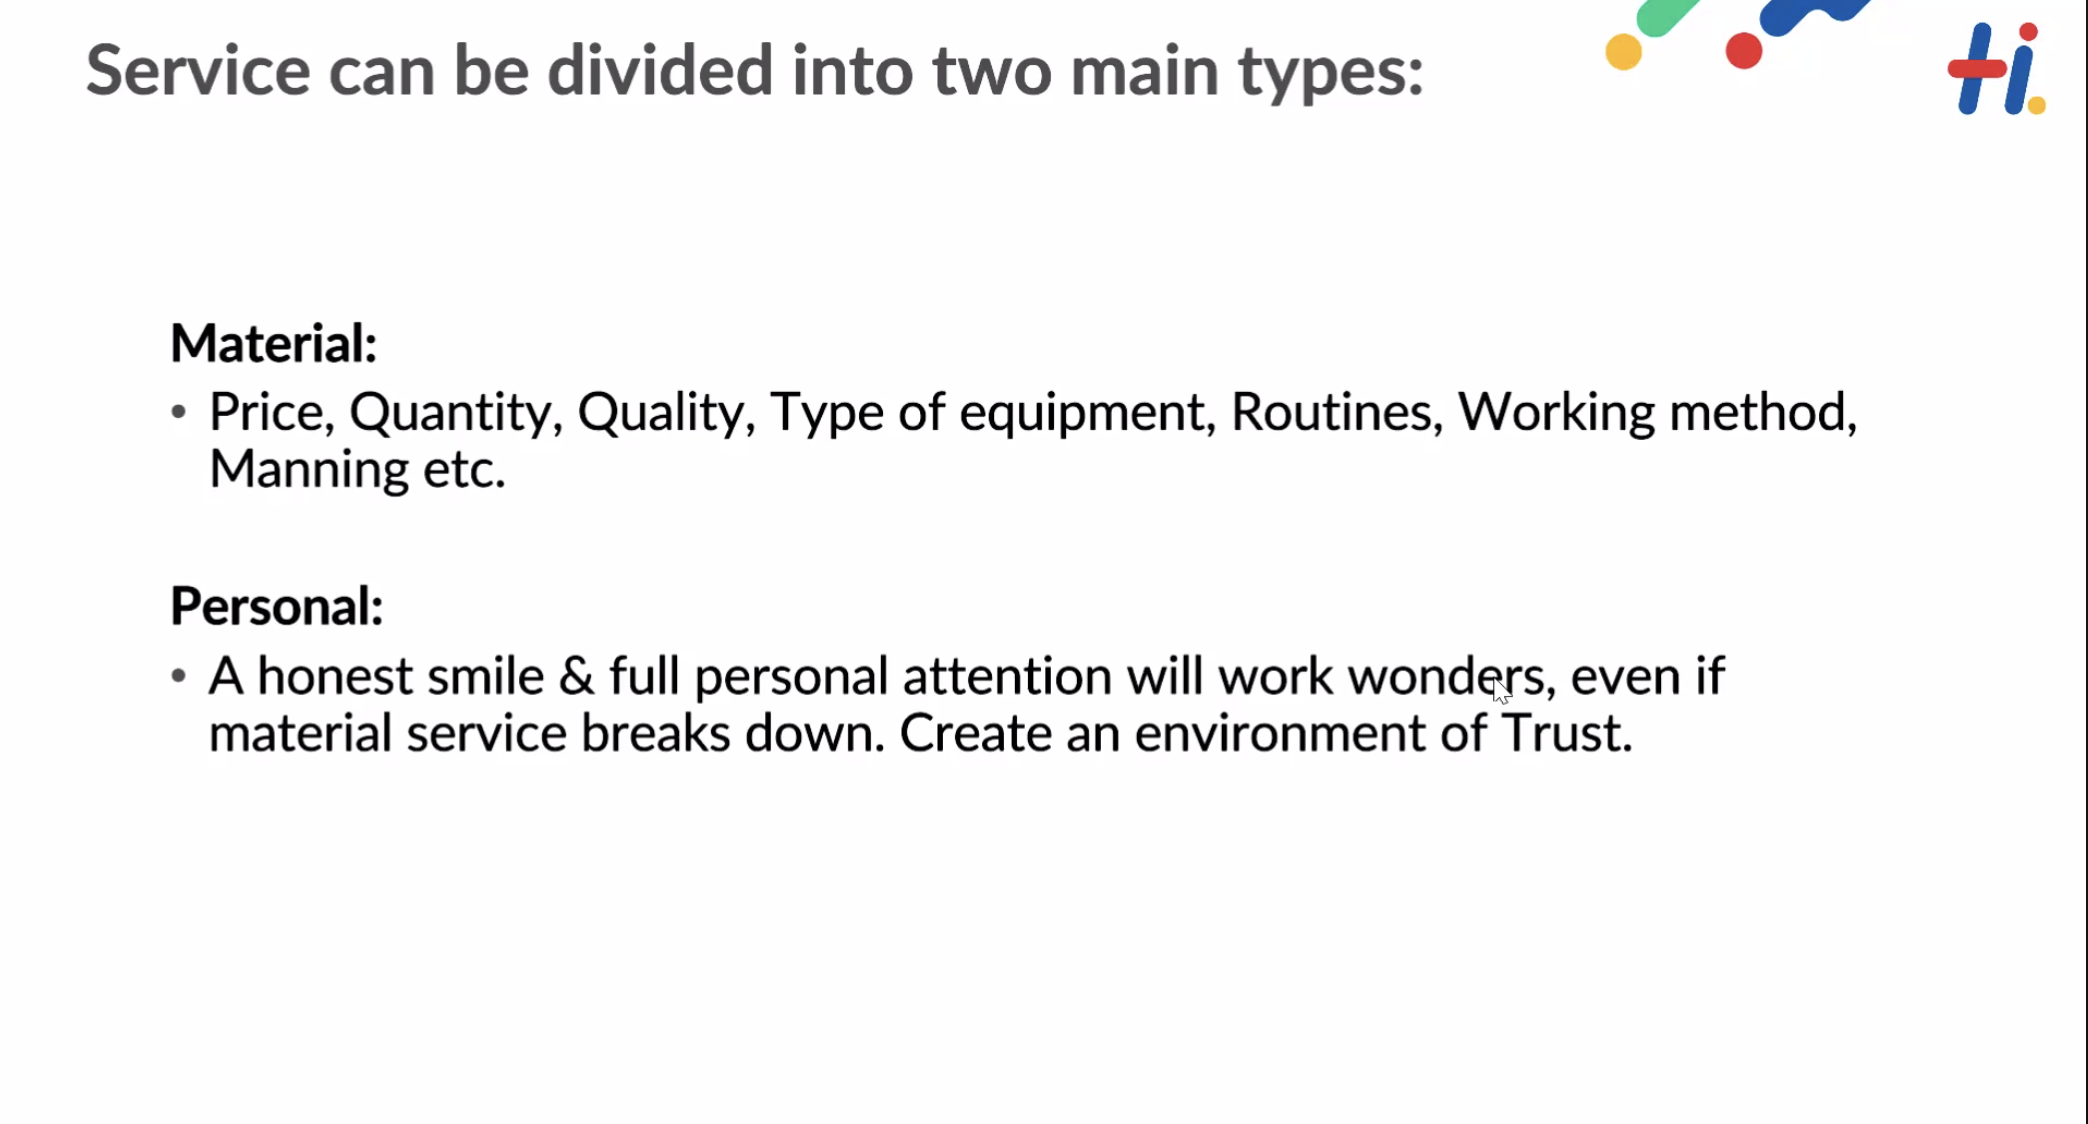 Service can be divided into two main types:
Hi.
Material:
• Price, Quantity, Quality, Type of equipment, Routines, Working method,
Manning etc.
Personal:
• A honest smile & full personal attention will work wonders, even if
material service breaks down. Create an environment of Trust.